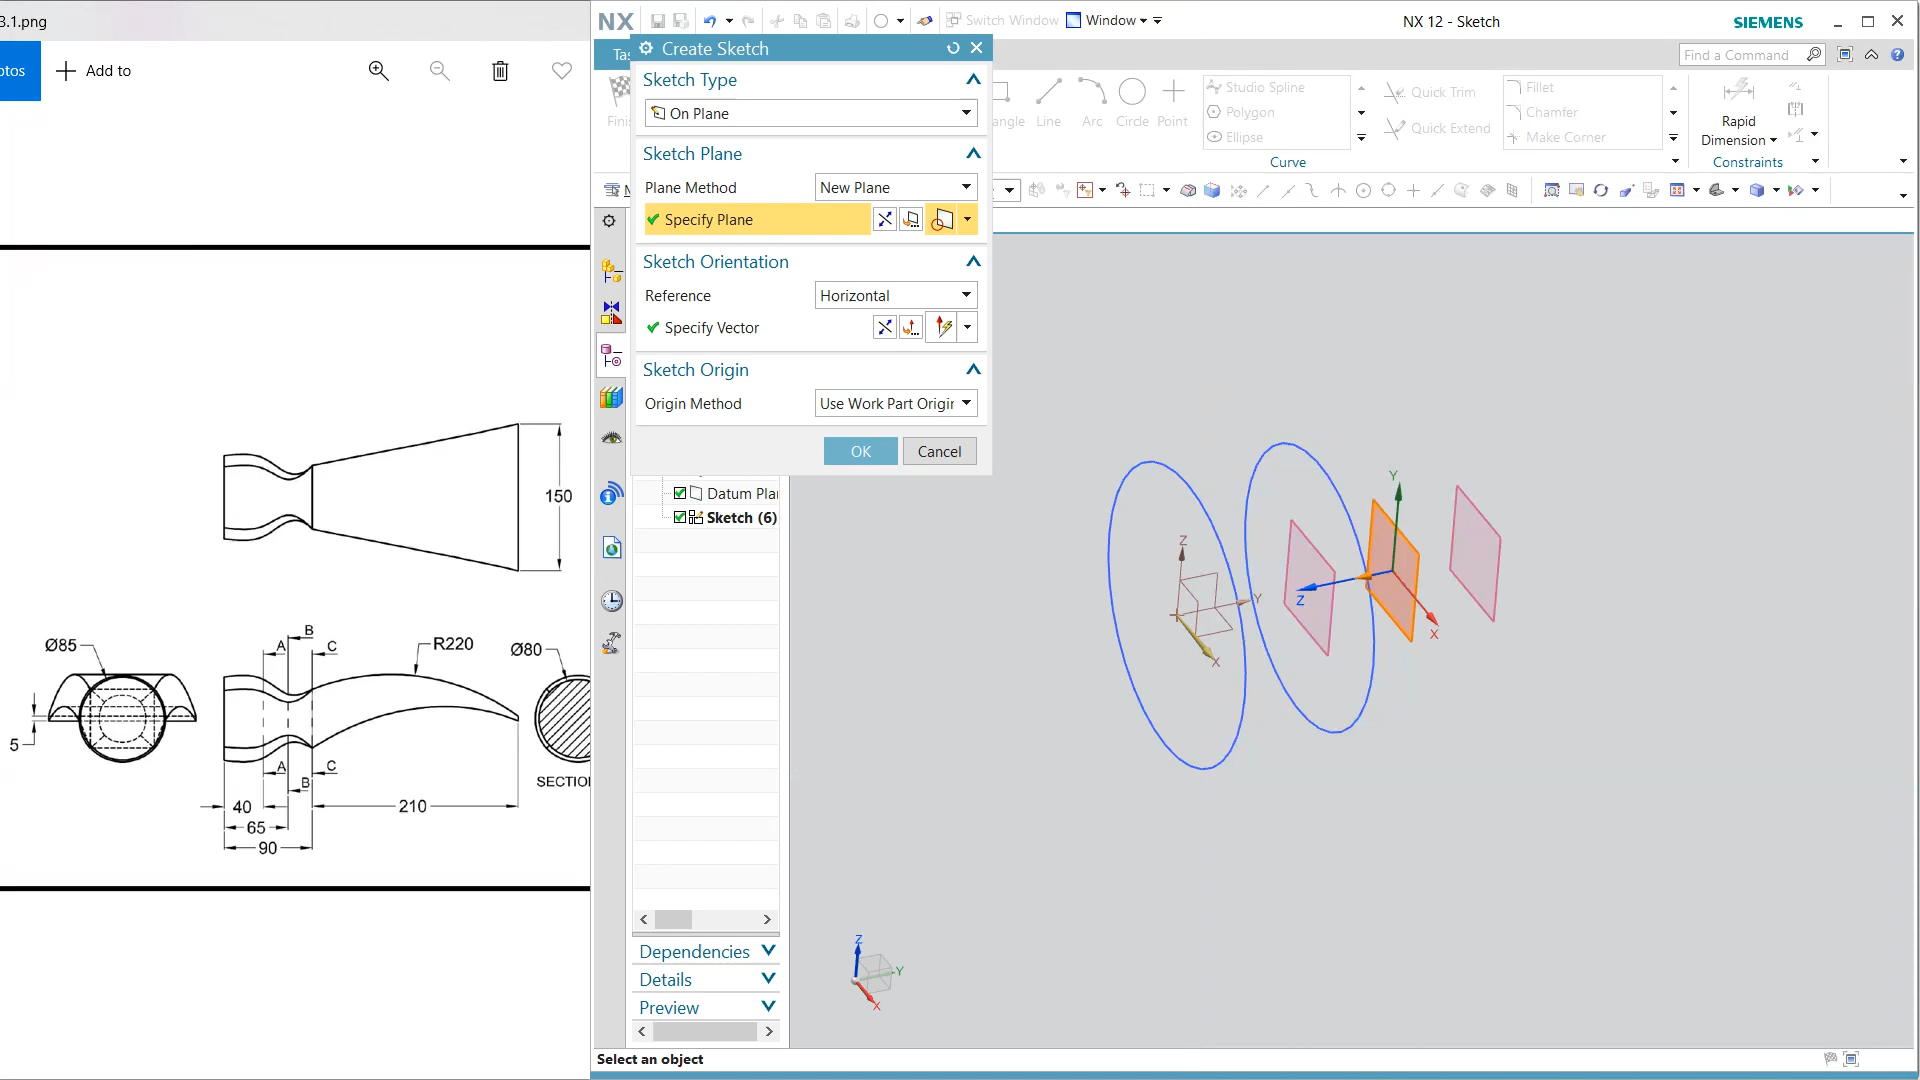 3.1.png
otos
Add to
150
Ø85
5
A
B
C
R220
Ø80
A
B
C
SECTIO
40
65
90
210
NX
Switch Window
Window
NX 12 - Sketch
SIEMENS
Tas
Create Sketch
Find a Command
Sketch Type
On Plane
Sketch Plane
Plane Method
New Plane
Specify Plane
Sketch Orientation
Reference
Horizontal
Specify Vector
Sketch Origin
Origin Method
Use Work Part Origin
OK
Cancel
Finis
angle
Line
Arc
Circle
Point
Studio Spline
Polygon
Ellipse
Quick Trim
Quick Extend
Fillet
Chamfer
Make Corner
Curve
Rapid
Dimension
Constraints
M
Datum Plan
Sketch (6)
Dependencies
Details
Preview
Z
Y
X
Y
Z
X
Z
Y
X
Select an object